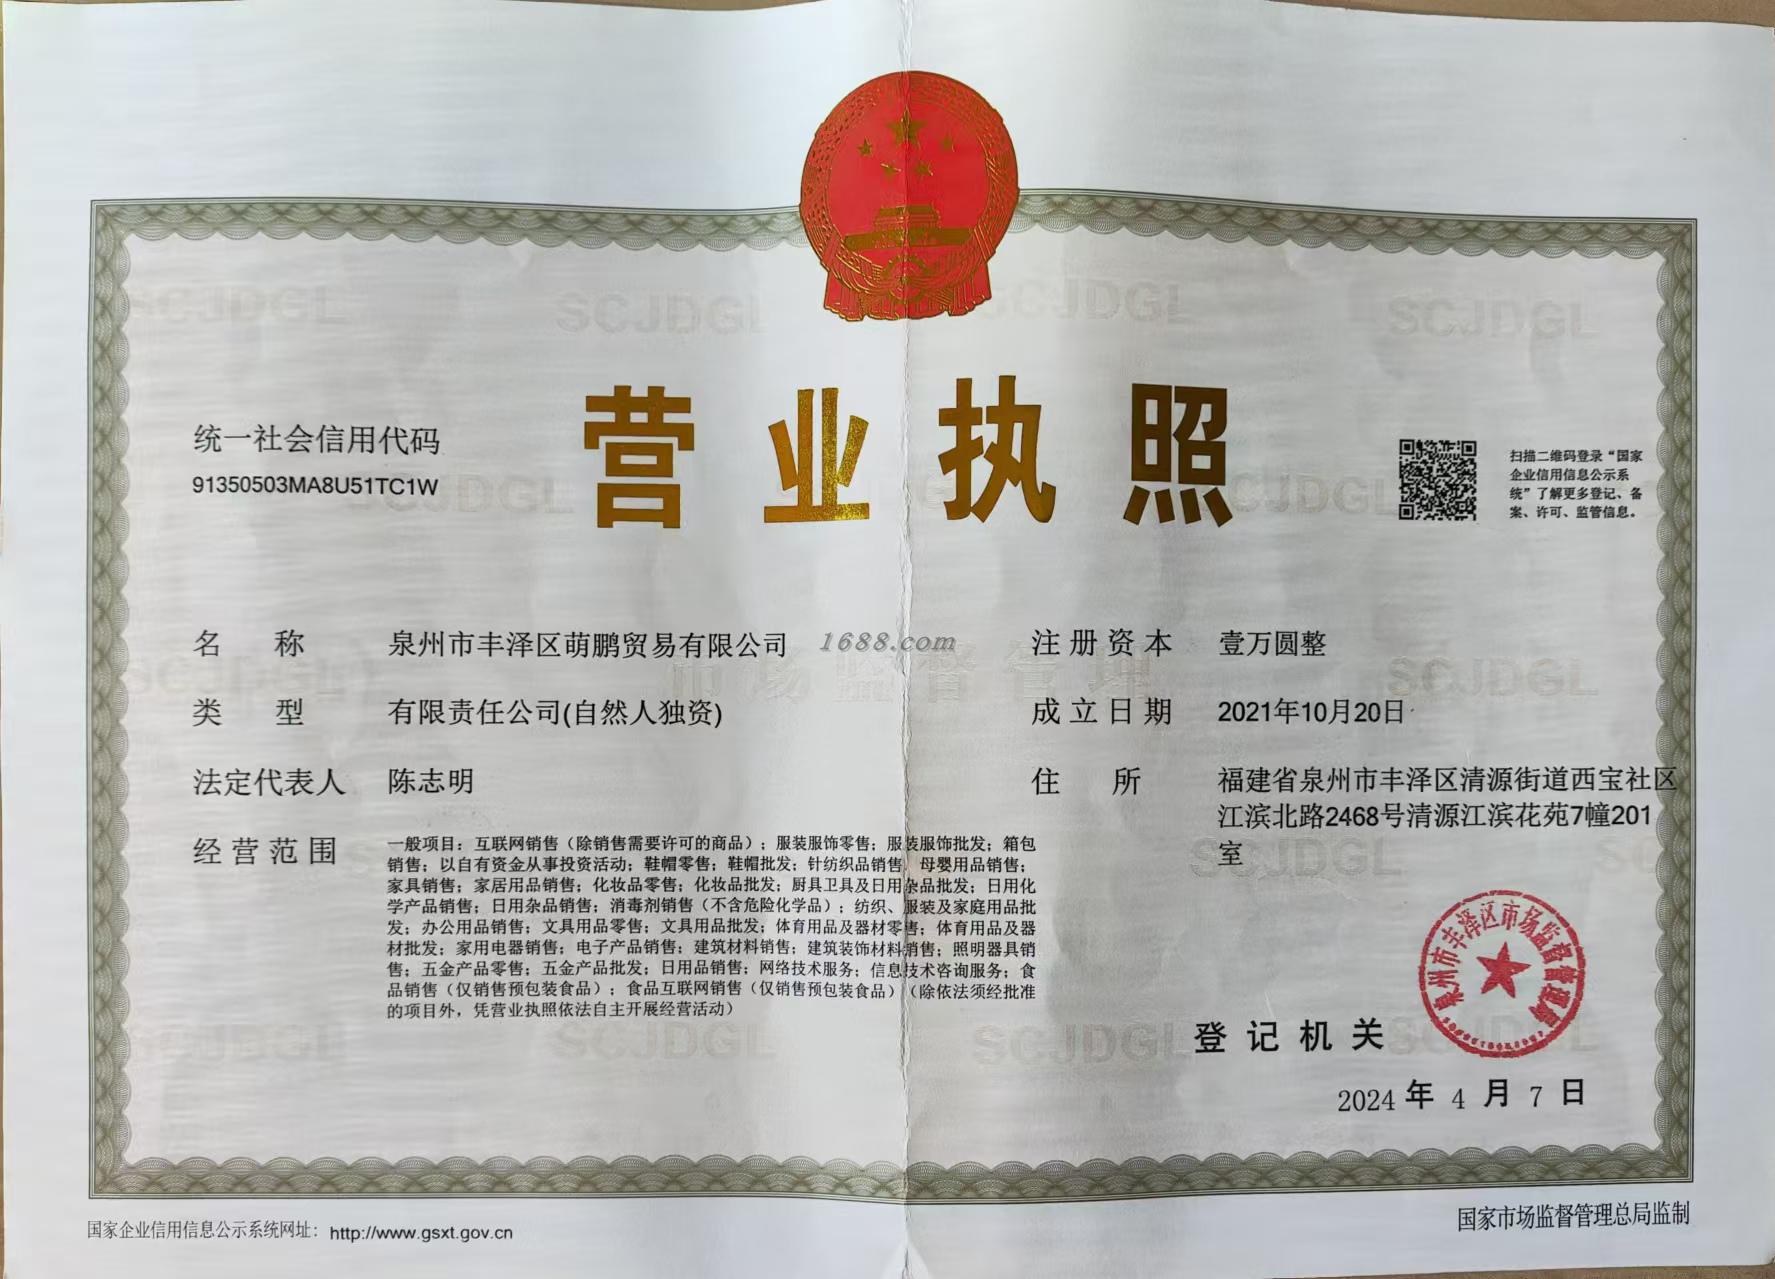 营业执照
统一社会信用代码
91350503MA8U51TC1W
扫描二维码登录“国家
企业信用信息公示系
统”了解更多登记、备
案、许可、监管信息。
名 称 泉州市丰泽区萌鹏贸易有限公司
1688.com
类 型 有限责任公司(自然人独资)
法定代表人 陈志明
经营范围 一般项目：互联网销售（除销售需要许可的商品）；服装服饰零售；服装服饰批发；箱包
销售；以自有资金从事投资活动；鞋帽零售；鞋帽批发；针纺织品销售；母婴用品销售；
家具销售；家居用品销售；化妆品零售；化妆品批发；厨具卫具及日用杂品批发；日用化
学产品销售；日用杂品销售；消毒剂销售（不含危险化学品）；纺织、服装及家庭用品批
发；办公用品销售；文具用品零售；文具用品批发；体育用品及器材零售；体育用品及器
材批发；家用电器销售；电子产品销售；建筑材料销售；建筑装饰材料销售；照明器具销
售；五金产品零售；五金产品批发；日用品销售；网络技术服务；信息技术咨询服务；食
品销售（仅销售预包装食品）；食品互联网销售（仅销售预包装食品）（除依法须经批准
的项目外，凭营业执照依法自主开展经营活动）
注册资本 壹万圆整
成立日期 2021年10月20日
住 所 福建省泉州市丰泽区清源街道西宝社区
江滨北路2468号清源江滨花苑7幢201
室
登记机关
泉州市丰泽区市场监督管理局
2024 年 4 月 7 日
国家企业信用信息公示系统网址： http://www.gsxt.gov.cn
国家市场监督管理总局监制
SCJDGL
市场监督管理